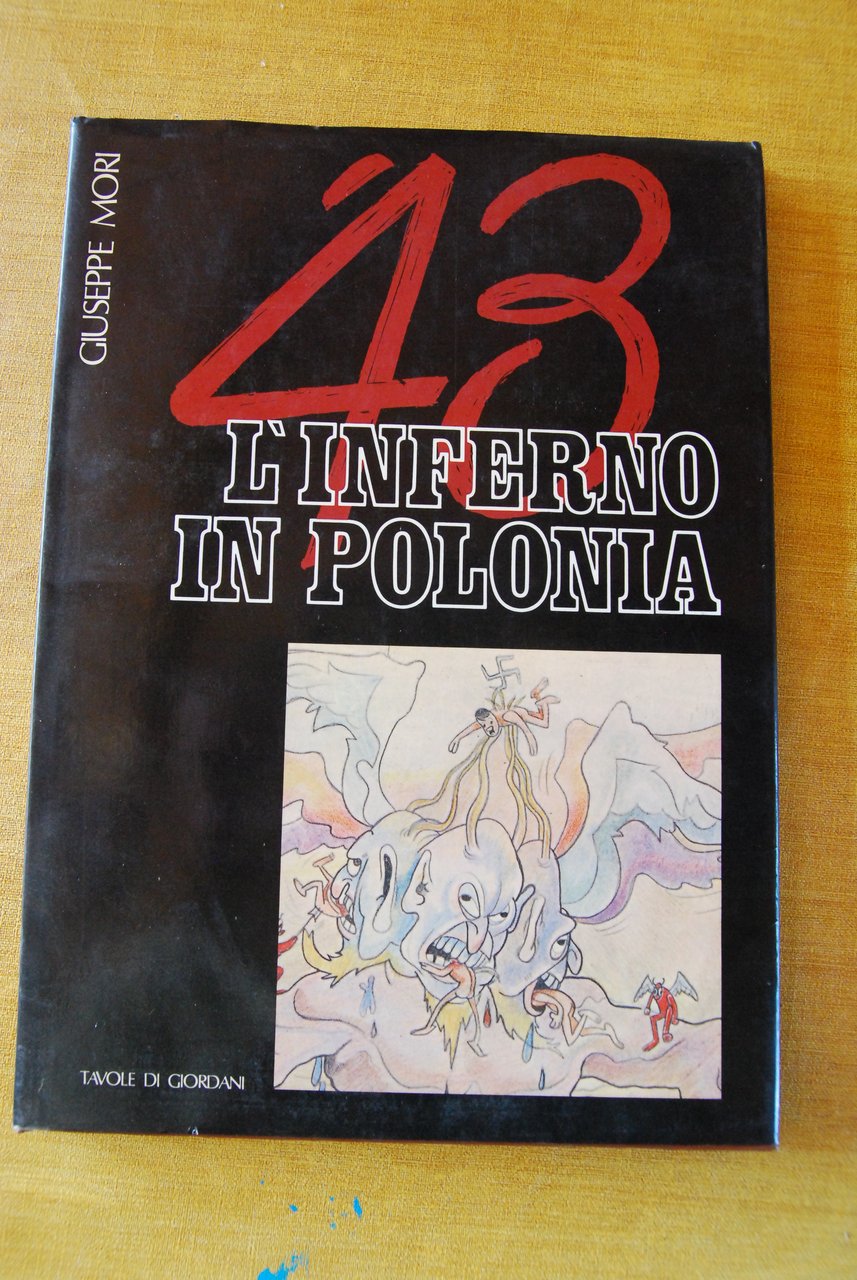 GIUSEPPE MORI
'43
L'INFERNO
IN POLONIA
TAVOLE DI GIORDANI